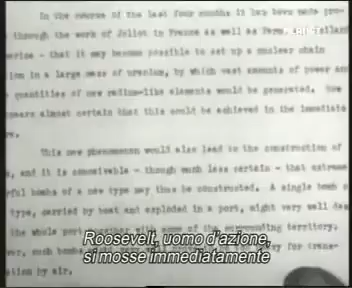 In the course of the last four months it has been made pro-
through the work of Joliot in France as well as Fermi
- that it may become possible to set up a nuclear chain
in a large mass of uranium, by which vast amounts of power and
quantities of new radium-like elements would be generated. Now
almost certain that this could be achieved in the immediate
This new phenomenon would also lead to the construction of
, and it is conceivable - though much less certain - that extreme
bombs of a new type may thus be constructed. A single bomb o
type, carried by boat and exploded in a port, might very well des
the whole port together with some of the surrounding territory.
such bombs might very well prove to be too heavy for trans-
by air.
Roosevelt, uomo d'azione,
si mosse immediatamente